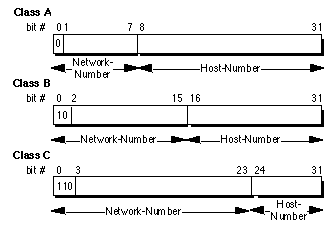 Class A
bit # 0 1 7 8 31
0
Network- Host-Number
Number
Class B
bit # 0 2 15 16 31
10
Network-Number Host-Number
Class C
bit # 0 3 23 24 31
110
Network-Number Host-
Number